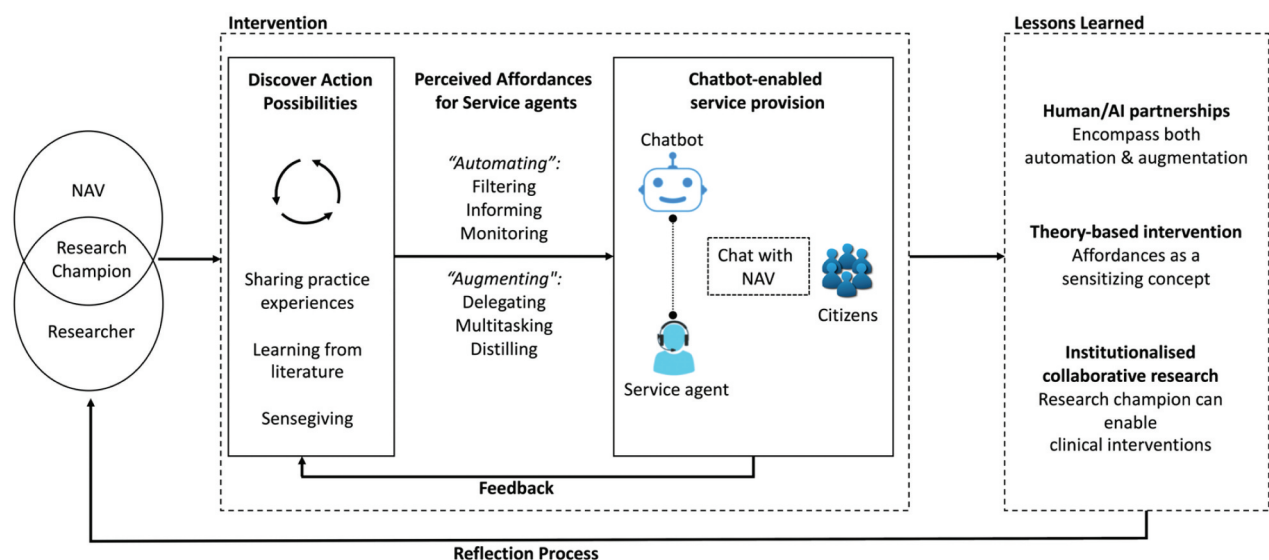 Intervention
Lessons Learned
NAV
Research
Champion
Researcher
Discover Action
Possibilities
Sharing practice
experiences
Learning from
literature
Sensegiving
Perceived Affordances
for Service agents
“Automating”:
Filtering
Informing
Monitoring
“Augmenting":
Delegating
Multitasking
Distilling
Chatbot-enabled
service provision
Chatbot
Chat with
NAV
Citizens
Service agent
Feedback
Human/AI partnerships
Encompass both
automation & augmentation
Theory-based intervention
Affordances as a
sensitizing concept
Institutionalised
collaborative research
Research champion can
enable
clinical interventions
Reflection Process